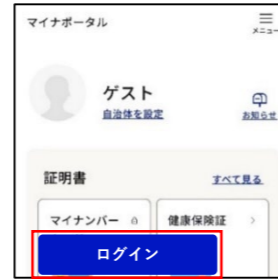 マイナポータル
メニュー
ゲスト
自治体を設定
お知らせ
証明書
すべて見る
マイナンバー
健康保険証
ログイン